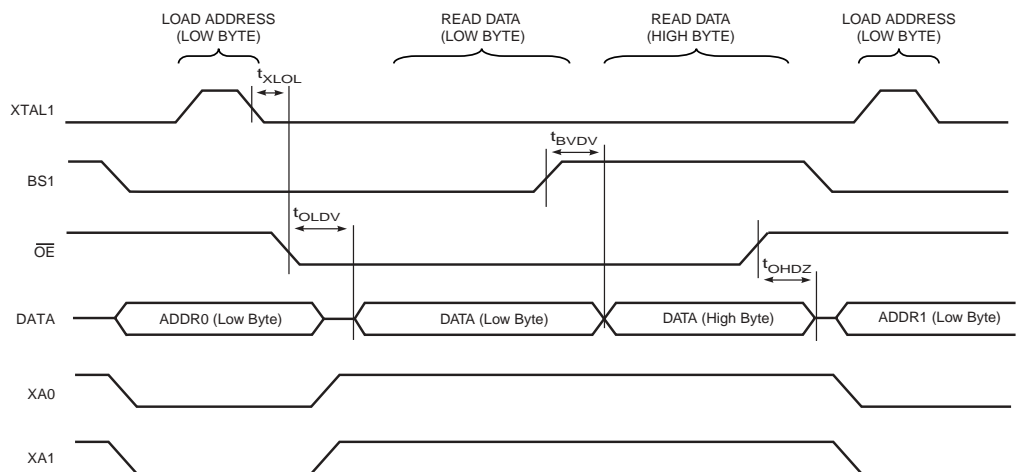 LOAD ADDRESS
(LOW BYTE)
READ DATA
(LOW BYTE)
READ DATA
(HIGH BYTE)
LOAD ADDRESS
(LOW BYTE)
tXLOL
XTAL1
tBVDV
BS1
tOLDV
OE
tOHDZ
DATA
ADDR0 (Low Byte)
DATA (Low Byte)
DATA (High Byte)
ADDR1 (Low Byte)
XA0
XA1